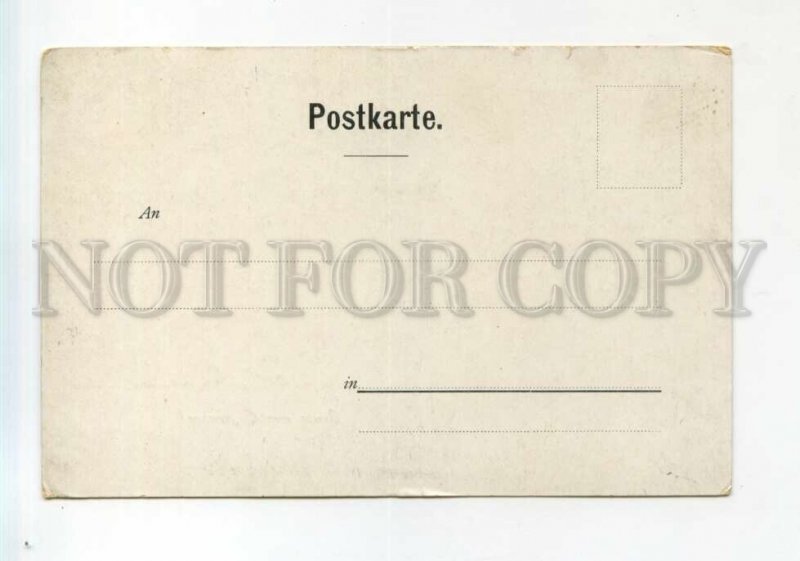 Postkarte.
An
NOT FOR COPY
in